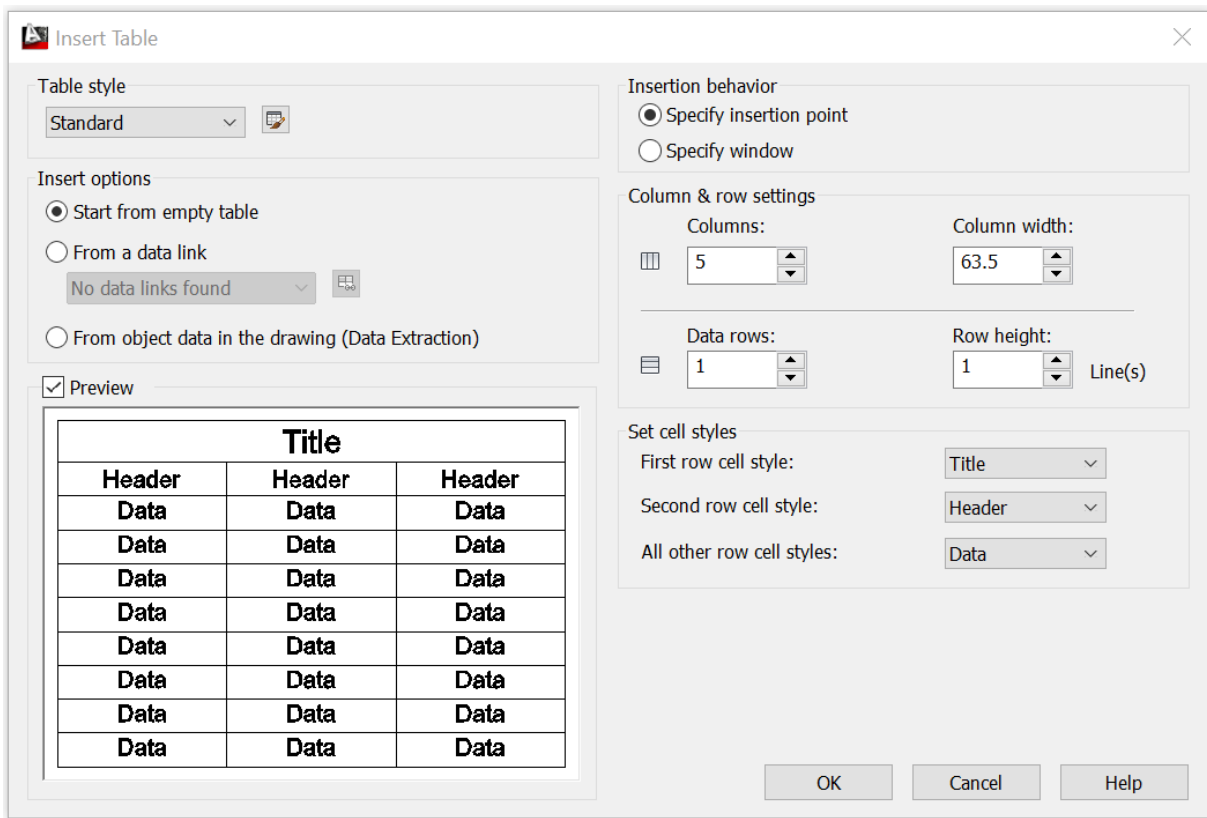 Insert Table
Table style
Standard
Insert options
Start from empty table
From a data link
No data links found
From object data in the drawing (Data Extraction)
Preview
Title
Header Header Header
Data Data Data
Data Data Data
Data Data Data
Data Data Data
Data Data Data
Data Data Data
Data Data Data
Data Data Data
Insertion behavior
Specify insertion point
Specify window
Column & row settings
Columns: Column width:
5 63.5
Data rows: Row height:
1 1 Line(s)
Set cell styles
First row cell style: Title
Second row cell style: Header
All other row cell styles: Data
OK Cancel Help